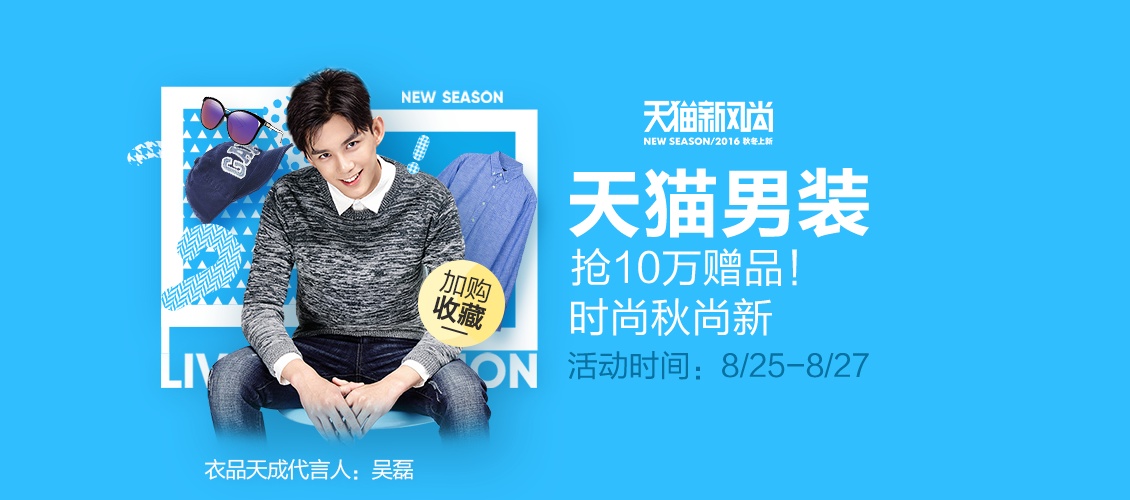 NEW SEASON
天猫新风尚
NEW SEASON/2016 秋冬上新
天猫男装
抢10万赠品!
时尚秋尚新
活动时间：8/25-8/27
加购
收藏
衣品天成代言人：吴磊